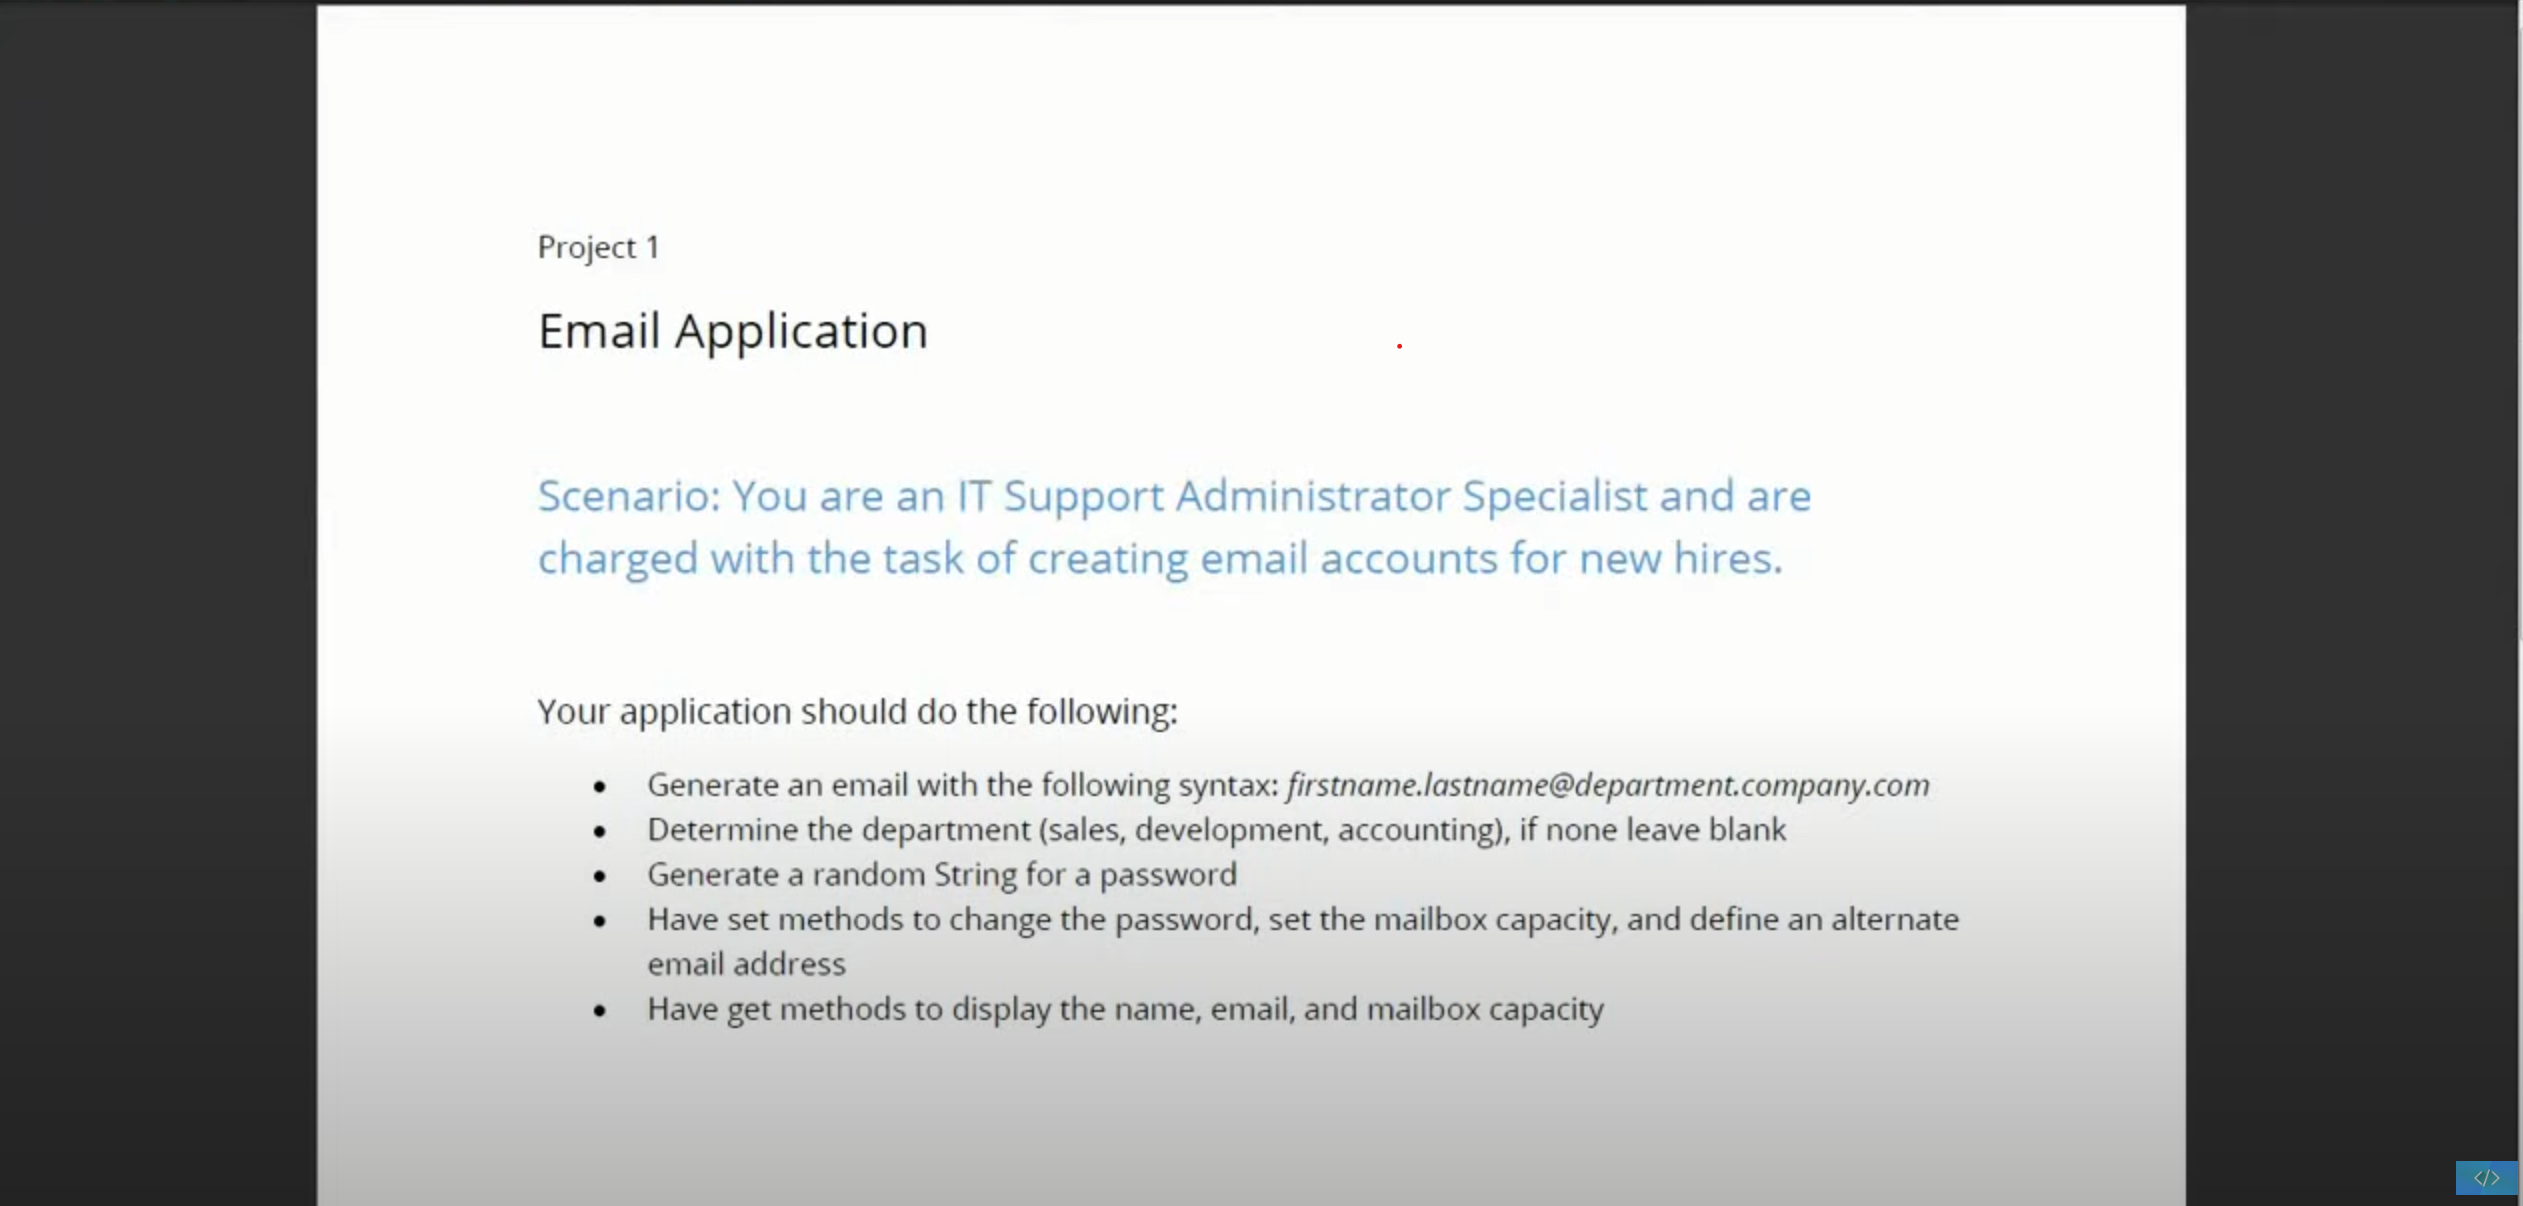 Project 1
Email Application
Scenario: You are an IT Support Administrator Specialist and are
charged with the task of creating email accounts for new hires.
Your application should do the following:
• Generate an email with the following syntax: firstname.lastname@department.company.com
• Determine the department (sales, development, accounting), if none leave blank
• Generate a random String for a password
• Have set methods to change the password, set the mailbox capacity, and define an alternate
email address
• Have get methods to display the name, email, and mailbox capacity
</>